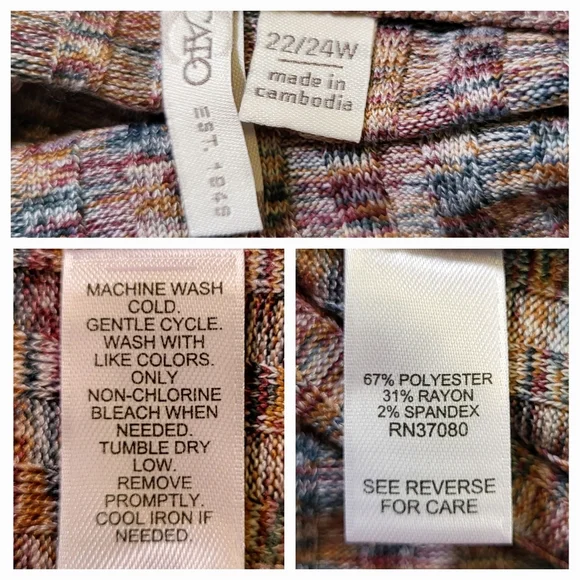 CATO
EST. 1946
22/24W
made in
cambodia
MACHINE WASH
COLD.
GENTLE CYCLE.
WASH WITH
LIKE COLORS.
ONLY
NON-CHLORINE
BLEACH WHEN
NEEDED.
TUMBLE DRY
LOW.
REMOVE
PROMPTLY.
COOL IRON IF
NEEDED.
67% POLYESTER
31% RAYON
2% SPANDEX
RN37080
SEE REVERSE
FOR CARE